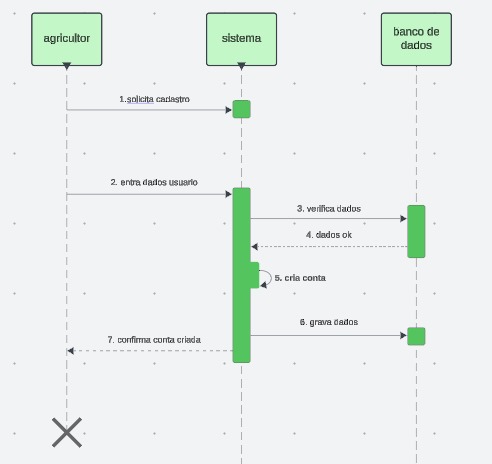 agricultor
sistema
banco de
dados
1.solicita cadastro
2. entra dados usuario
3. verifica dados
4. dados ok
5. cria conta
6. grava dados
7. confirma conta criada